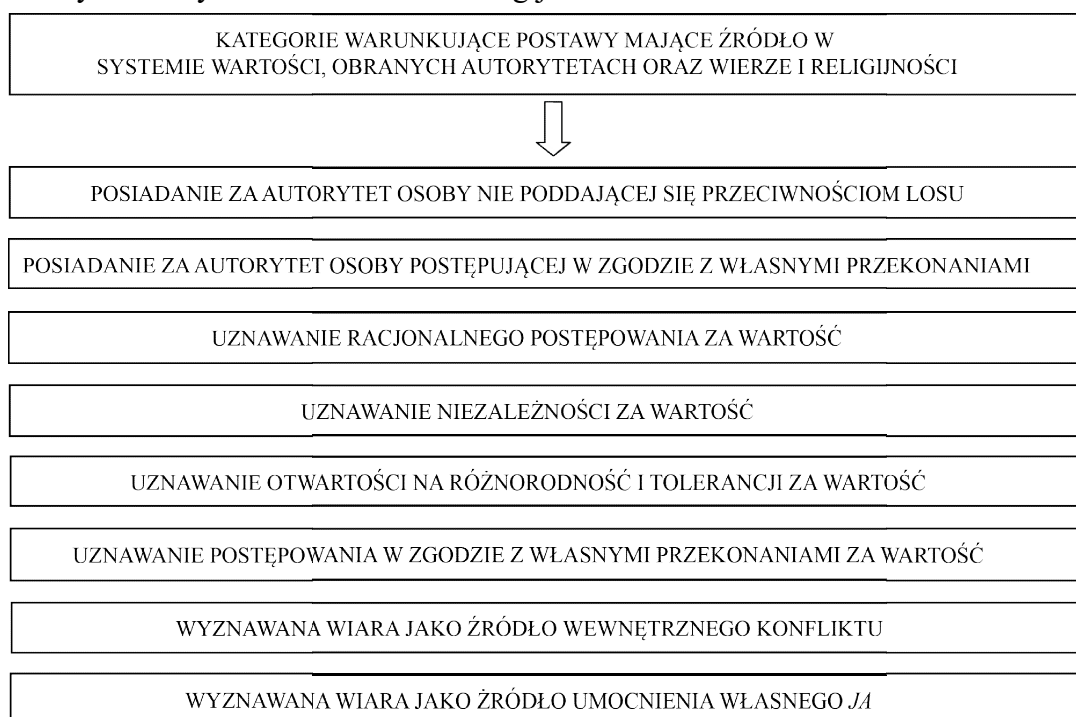 KATEGORIE WARUNKUJĄCE POSTAWY MAJĄCE ŹRÓDŁO W
SYSTEMIE WARTOŚCI, OBRANYCH AUTORYTETACH ORAZ WIERZE I RELIGIJNOŚCI
POSIADANIE ZA AUTORYTET OSOBY NIE PODDAJĄCEJ SIĘ PRZECIWNOŚCIOM LOSU
POSIADANIE ZA AUTORYTET OSOBY POSTĘPUJĄCEJ W ZGODZIE Z WŁASNYMI PRZEKONANIAMI
UZNAWANIE RACJONALNEGO POSTĘPOWANIA ZA WARTOŚĆ
UZNAWANIE NIEZALEŻNOŚCI ZA WARTOŚĆ
UZNAWANIE OTWARTOŚCI NA RÓŻNORODNOŚĆ I TOLERANCJI ZA WARTOŚĆ
UZNAWANIE POSTĘPOWANIA W ZGODZIE Z WŁASNYMI PRZEKONANIAMI ZA WARTOŚĆ
WYZNAWANA WIARA JAKO ŹRÓDŁO WEWNĘTRZNEGO KONFLIKTU
WYZNAWANA WIARA JAKO ŹRÓDŁO UMOCNIENIA WŁASNEGO JA